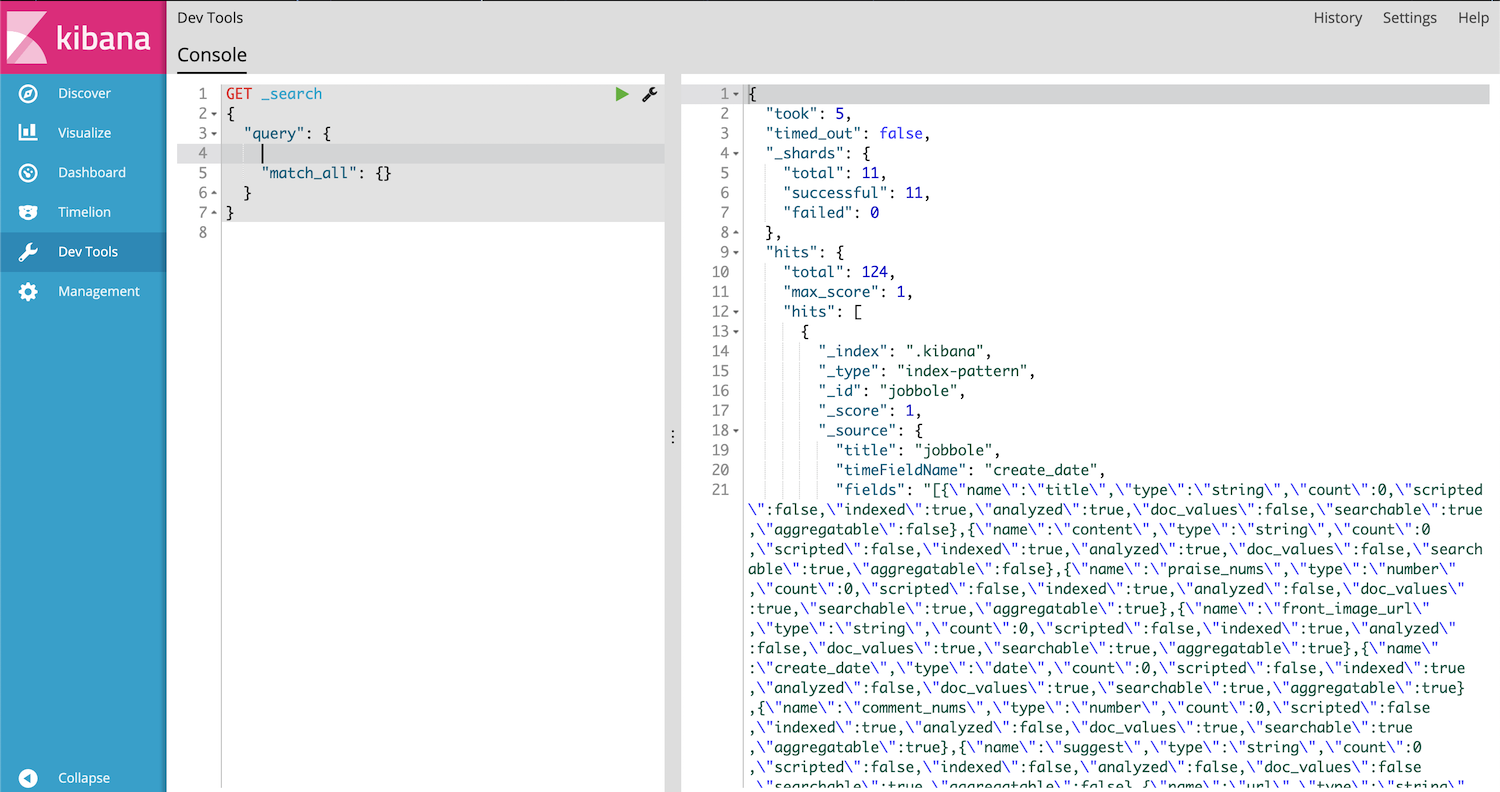 kibana
Discover
Visualize
Dashboard
Timelion
Dev Tools
Management
Collapse
Dev Tools
History Settings Help
Console
1 GET _search
2 {
3 "query": {
4
5 "match_all": {}
6 }
7 }
8
1 {
2 "took": 5,
3 "timed_out": false,
4 "_shards": {
5 "total": 11,
6 "successful": 11,
7 "failed": 0
8 },
9 "hits": {
10 "total": 124,
11 "max_score": 1,
12 "hits": [
13 {
14 "_index": ".kibana",
15 "_type": "index-pattern",
16 "_id": "jobbole",
17 "_score": 1,
18 "_source": {
19 "title": "jobbole",
20 "timeFieldName": "create_date",
21 "fields": "[{\"name\":\"title\",\"type\":\"string\",\"count\":0,\"scripted
\":false,\"indexed\":true,\"analyzed\":true,\"doc_values\":false,\"searchable\":true
,\"aggregatable\":false},{\"name\":\"content\",\"type\":\"string\",\"count\":0
,\"scripted\":false,\"indexed\":true,\"analyzed\":true,\"doc_values\":false,\"search
able\":true,\"aggregatable\":false},{\"name\":\"praise_nums\",\"type\":\"number\"
,\"count\":0,\"scripted\":false,\"indexed\":true,\"analyzed\":false,\"doc_values\"
:true,\"searchable\":true,\"aggregatable\":true},{\"name\":\"front_image_url\"
,\"type\":\"string\",\"count\":0,\"scripted\":false,\"indexed\":true,\"analyzed\"
:false,\"doc_values\":true,\"searchable\":true,\"aggregatable\":true},{\"name\"
:\"create_date\",\"type\":\"date\",\"count\":0,\"scripted\":false,\"indexed\":true
,\"analyzed\":false,\"doc_values\":true,\"searchable\":true,\"aggregatable\":true}
,{\"name\":\"comment_nums\",\"type\":\"number\",\"count\":0,\"scripted\":false
,\"indexed\":true,\"analyzed\":false,\"doc_values\":true,\"searchable\":true
,\"aggregatable\":true},{\"name\":\"suggest\",\"type\":\"string\",\"count\":0
,\"scripted\":false,\"indexed\":false,\"analyzed\":false,\"doc_values\":false
,\"searchable\":true,\"aggregatable\":false},{\"name\":\"url\",\"type\":\"string\"